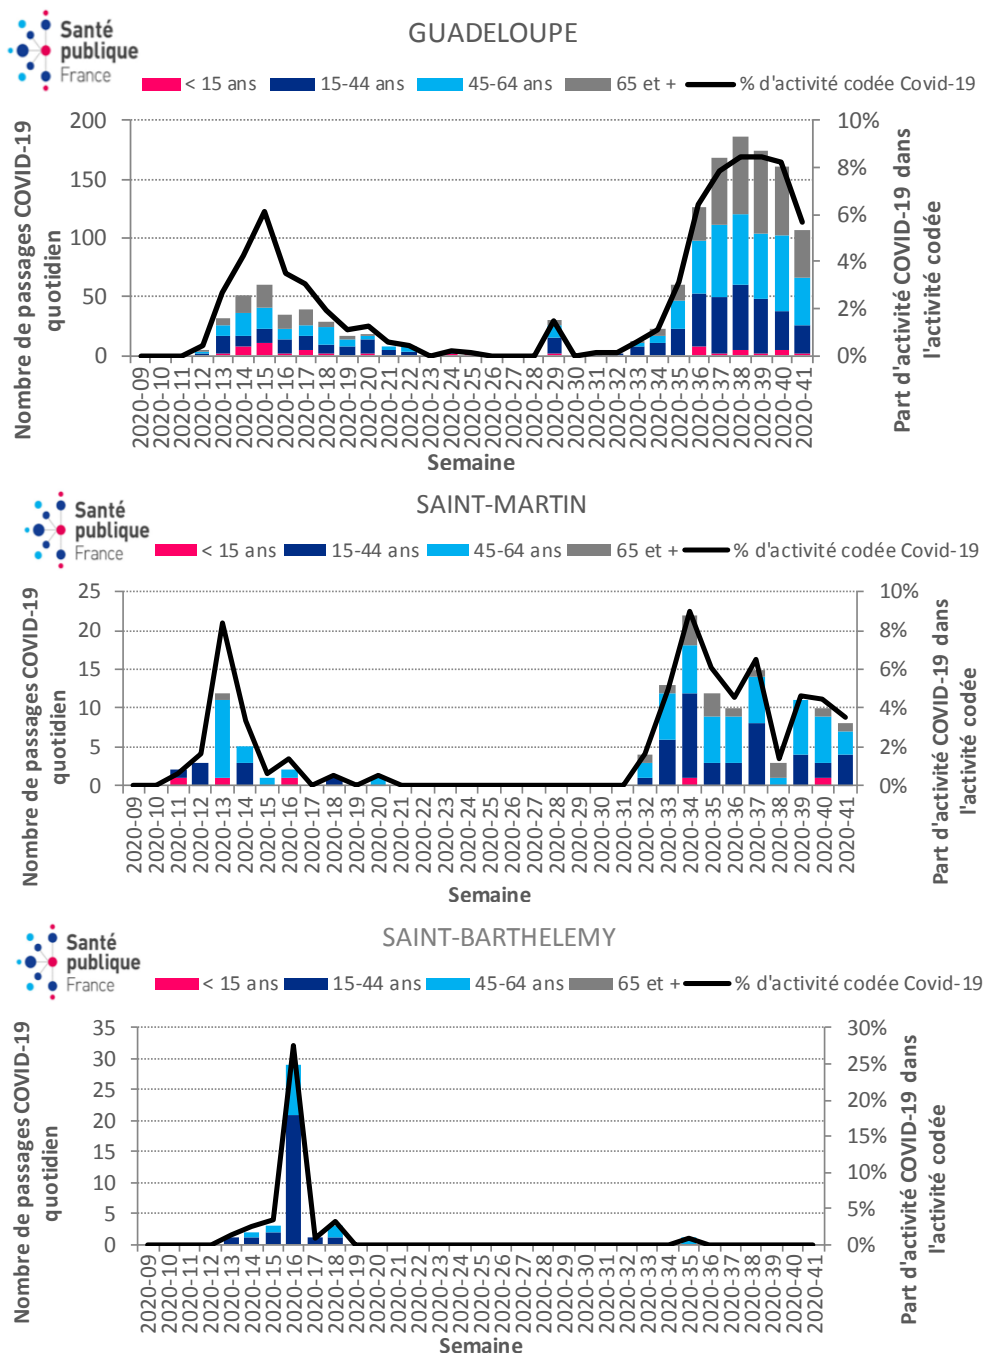 Santé
publique
France
GUADELOUPE
< 15 ans 15-44 ans 45-64 ans 65 et + % d'activité codée Covid-19
Nombre de passages COVID-19
quotidien
200
150
100
50
0
10%
8%
6%
4%
2%
0%
Part d'activité COVID-19 dans
l'activité codée
2020-09 2020-10 2020-11 2020-12 2020-13 2020-14 2020-15 2020-16 2020-17 2020-18 2020-19 2020-20 2020-21 2020-22 2020-23 2020-24 2020-25 2020-26 2020-27 2020-28 2020-29 2020-30 2020-31 2020-32 2020-33 2020-34 2020-35 2020-36 2020-37 2020-38 2020-39 2020-40 2020-41
Semaine
Santé
publique
France
SAINT-MARTIN
< 15 ans 15-44 ans 45-64 ans 65 et + % d'activité codée Covid-19
Nombre de passages COVID-19
quotidien
25
20
15
10
5
0
10%
8%
6%
4%
2%
0%
Part d'activité COVID-19 dans
l'activité codée
2020-09 2020-10 2020-11 2020-12 2020-13 2020-14 2020-15 2020-16 2020-17 2020-18 2020-19 2020-20 2020-21 2020-22 2020-23 2020-24 2020-25 2020-26 2020-27 2020-28 2020-29 2020-30 2020-31 2020-32 2020-33 2020-34 2020-35 2020-36 2020-37 2020-38 2020-39 2020-40 2020-41
Semaine
Santé
publique
France
SAINT-BARTHELEMY
< 15 ans 15-44 ans 45-64 ans 65 et + % d'activité codée Covid-19
Nombre de passages COVID-19
quotidien
35
30
25
20
15
10
5
0
30%
25%
20%
15%
10%
5%
0%
Part d'activité COVID-19 dans
l'activité codée
2020-09 2020-10 2020-11 2020-12 2020-13 2020-14 2020-15 2020-16 2020-17 2020-18 2020-19 2020-20 2020-21 2020-22 2020-23 2020-24 2020-25 2020-26 2020-27 2020-28 2020-29 2020-30 2020-31 2020-32 2020-33 2020-34 2020-35 2020-36 2020-37 2020-38 2020-39 2020-40 2020-41
Semaine